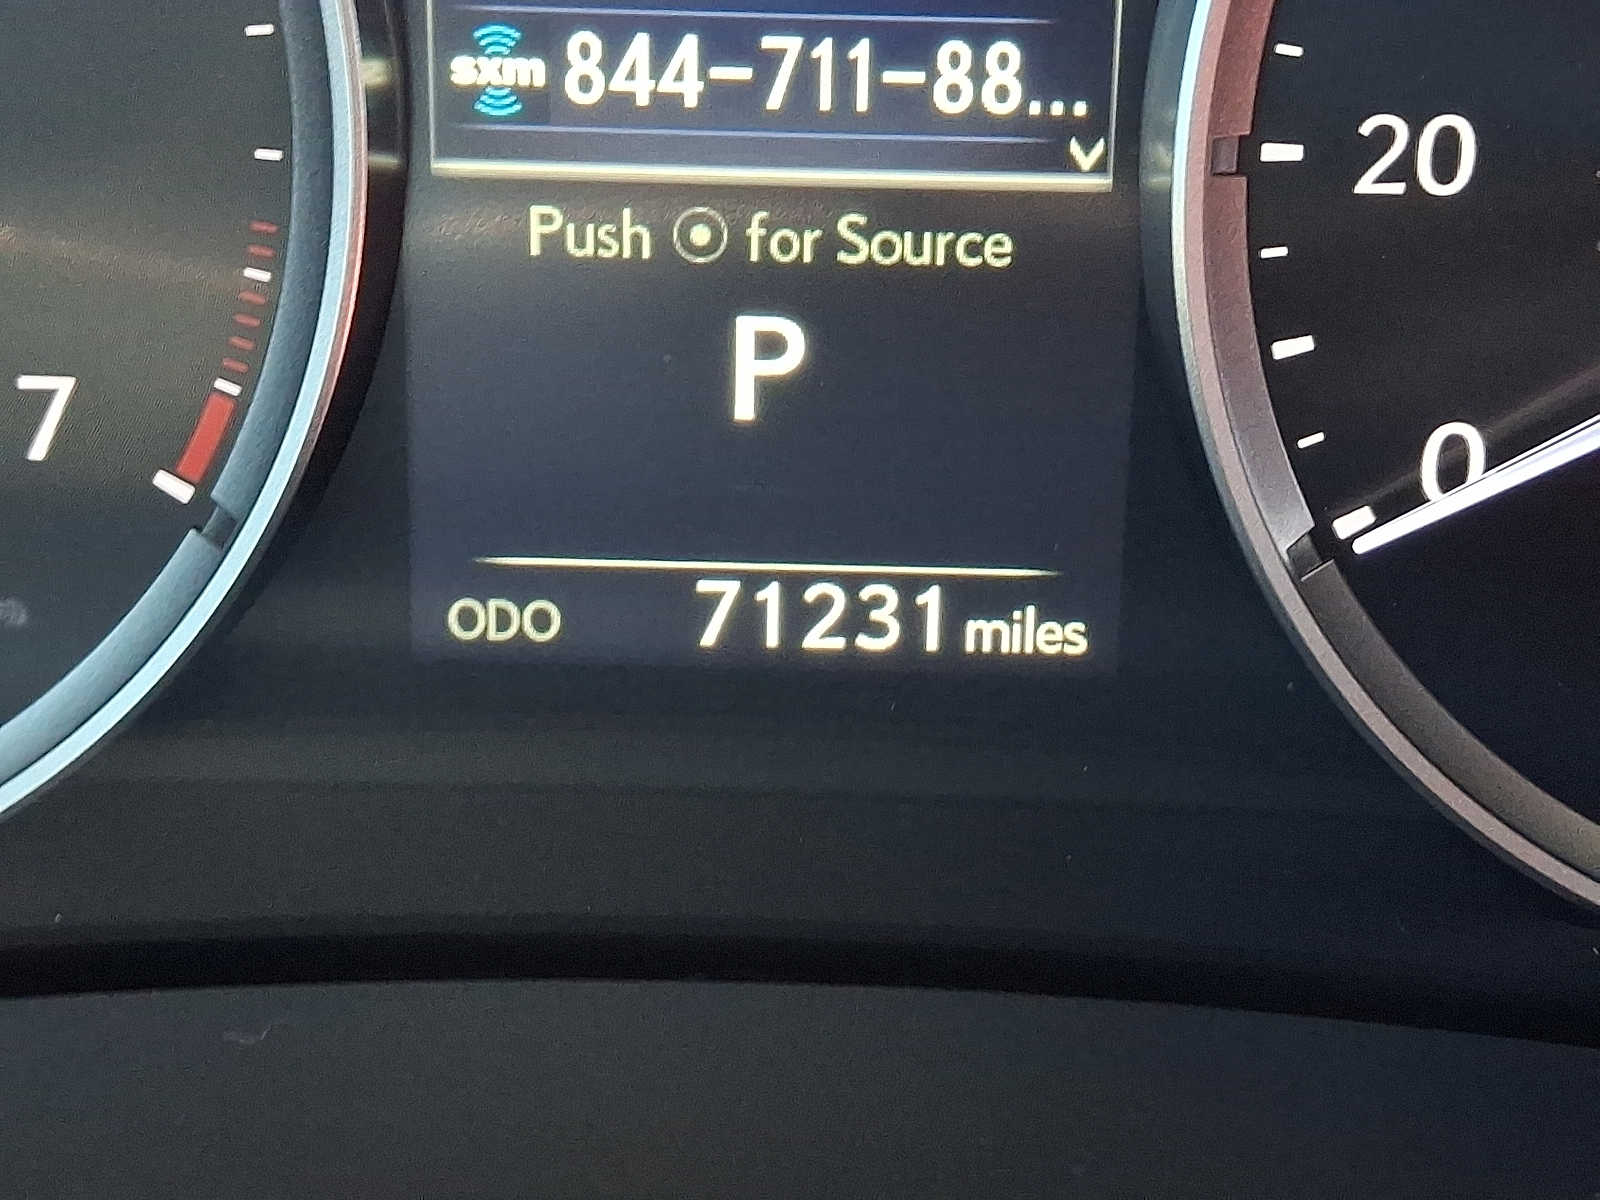 sxm 844-711-88...
Push for Source
20
P
7
0
ODO 71231 miles